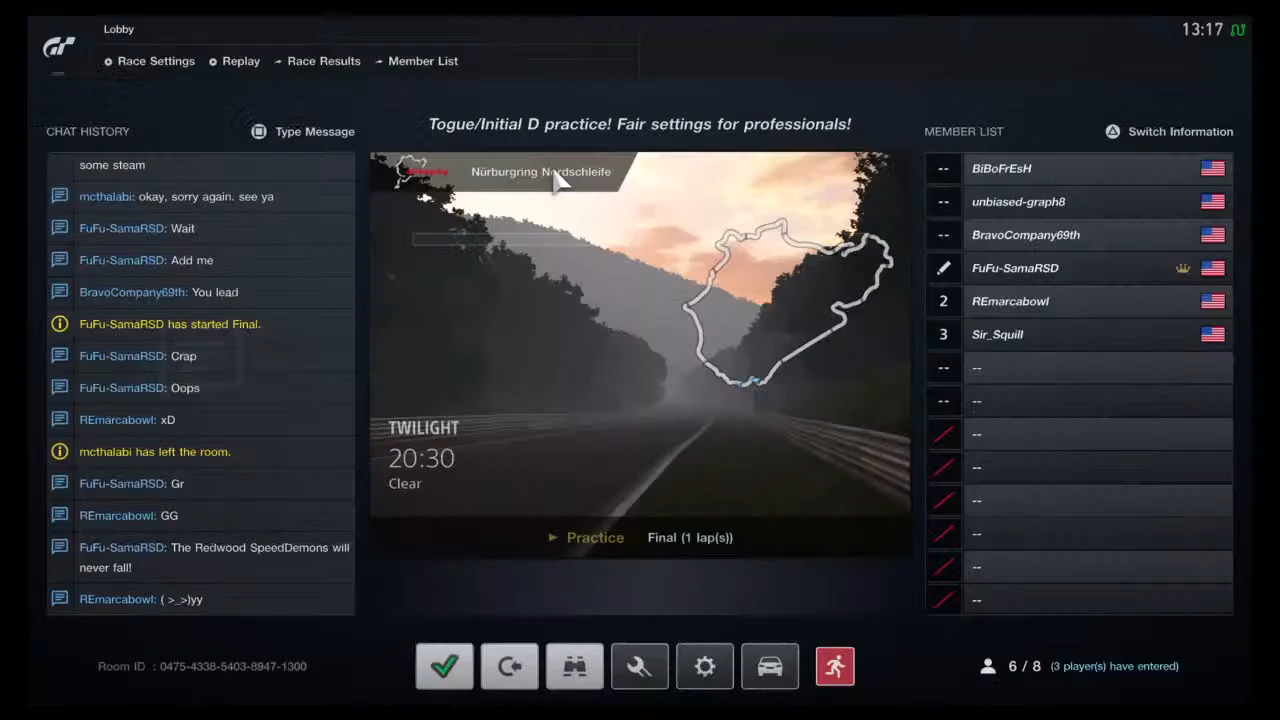 Lobby
13:17
Race Settings
Replay
Race Results
Member List
Togue/Initial D practice! Fair settings for professionals!
CHAT HISTORY
Type Message
some steam
mcthalabi: okay, sorry again. see ya
FuFu-SamaRSD: Wait
FuFu-SamaRSD: Add me
BravoCompany69th: You lead
FuFu-SamaRSD has started Final.
FuFu-SamaRSD: Crap
FuFu-SamaRSD: Oops
REmarcabowl: xD
mcthalabi has left the room.
FuFu-SamaRSD: Gr
REmarcabowl: GG
FuFu-SamaRSD: The Redwood SpeedDemons will
never fall!
REmarcabowl: ( >_>)yy
Nürburgring Nordschleife
TWILIGHT
20:30
Clear
Practice
Final (1 lap(s))
MEMBER LIST
Switch Information
-- BiBoFrEsH
-- unbiased-graph8
-- BravoCompany69th
FuFu-SamaRSD
2 REmarcabowl
3 Sir_Squill
-- --
-- --
--
--
--
--
--
--
Room ID : 0475-4338-5403-8947-1300
6 / 8 (3 player(s) have entered)